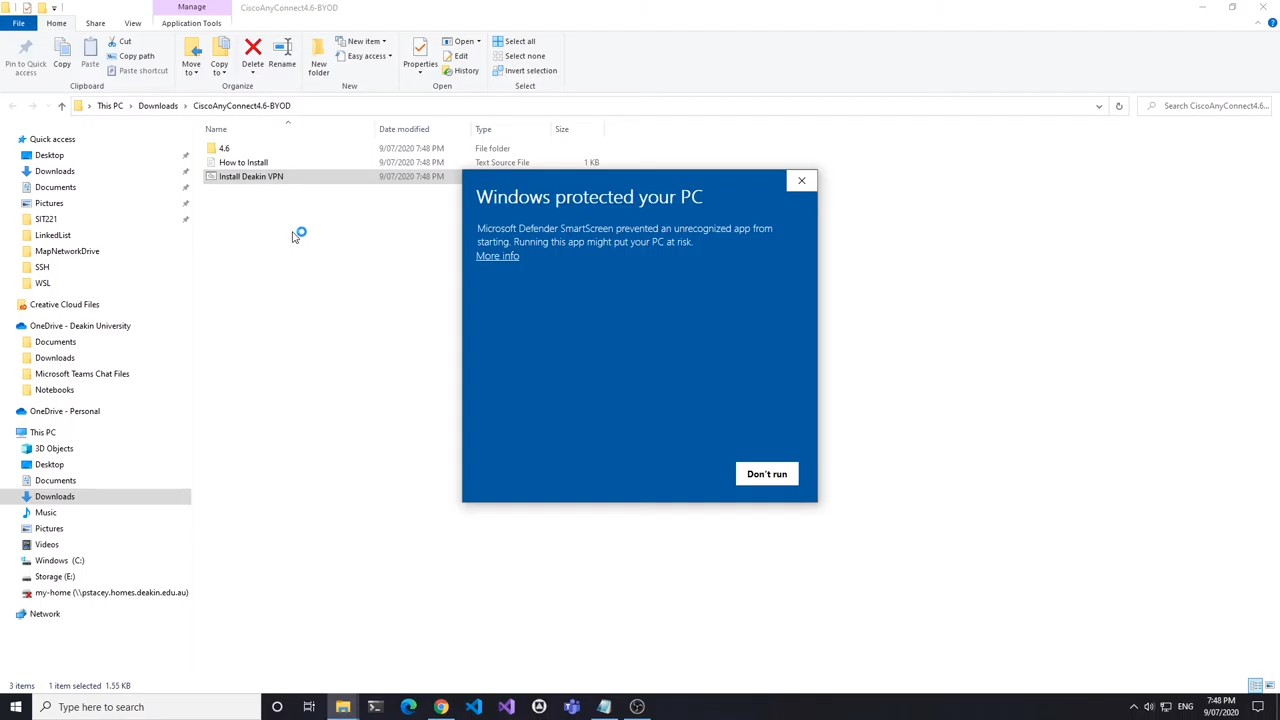 Manage
CiscoAnyConnect4.6-BYOD
File
Home
Share
View
Application Tools
Pin to Quick access
Copy
Paste
Cut
Copy path
Paste shortcut
Clipboard
Move to
Copy to
Delete
Rename
Organize
New folder
New item
Easy access
New
Properties
Open
Edit
History
Open
Select all
Select none
Invert selection
Select
This PC
Downloads
CiscoAnyConnect4.6-BYOD
Search CiscoAnyConnect4.6...
Name
Date modified
Type
Size
4.6
9/07/2020 7:48 PM
File folder
How to Install
9/07/2020 7:48 PM
Text Source File
1 KB
Install Deakin VPN
9/07/2020 7:48 PM
Quick access
Desktop
Downloads
Documents
Pictures
SIT221
LinkedList
MapNetworkDrive
SSH
WSL
Creative Cloud Files
OneDrive - Deakin University
Documents
Downloads
Microsoft Teams Chat Files
Notebooks
OneDrive - Personal
This PC
3D Objects
Desktop
Documents
Downloads
Music
Pictures
Videos
Windows (C:)
Storage (E:)
my-home (\\pstacey.homes.deakin.edu.au)
Network
Windows protected your PC
Microsoft Defender SmartScreen prevented an unrecognized app from
starting. Running this app might put your PC at risk.
More info
Don't run
3 items
1 item selected 1.55 KB
Type here to search
ENG
7:48 PM
9/07/2020